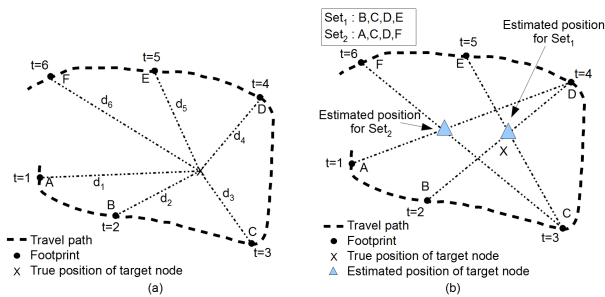 t=6
F
t=5
E
t=4
D
d6
d5
d4
X
t=1
A
d1
d2
d3
B
t=2
C
t=3
Travel path
Footprint
X True position of target node
(a)
Set1 : B,C,D,E
Set2 : A,C,D,F
Estimated position
for Set1
t=6
F
t=5
E
t=4
D
Estimated position
for Set2
X
t=1
A
B
t=2
C
t=3
Travel path
Footprint
X True position of target node
Estimated position of target node
(b)